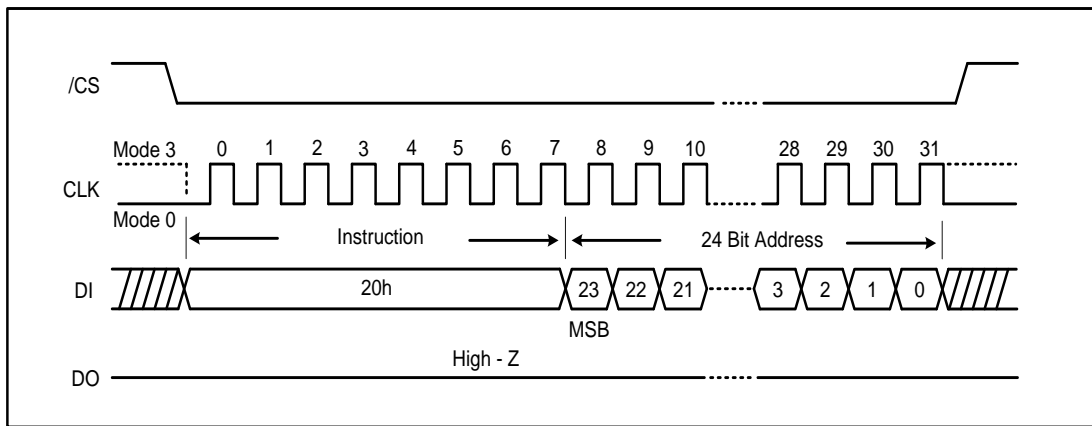 /CS
Mode 3
0 1 2 3 4 5 6 7 8 9 10 28 29 30 31
CLK
Mode 0
Instruction 24 Bit Address
DI 20h 23 22 21 3 2 1 0
MSB
High - Z
DO